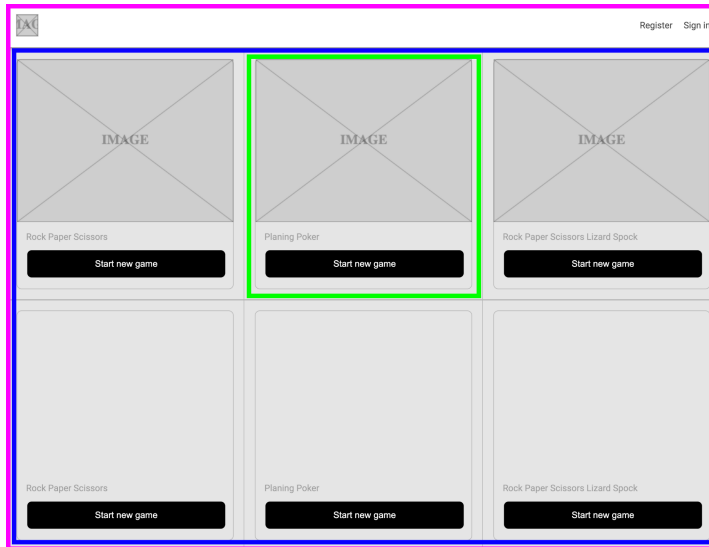 Register Sign in
IMAGE IMAGE IMAGE
Rock Paper Scissors Planing Poker Rock Paper Scissors Lizard Spock
Start new game Start new game Start new game
Rock Paper Scissors Planing Poker Rock Paper Scissors Lizard Spock
Start new game Start new game Start new game